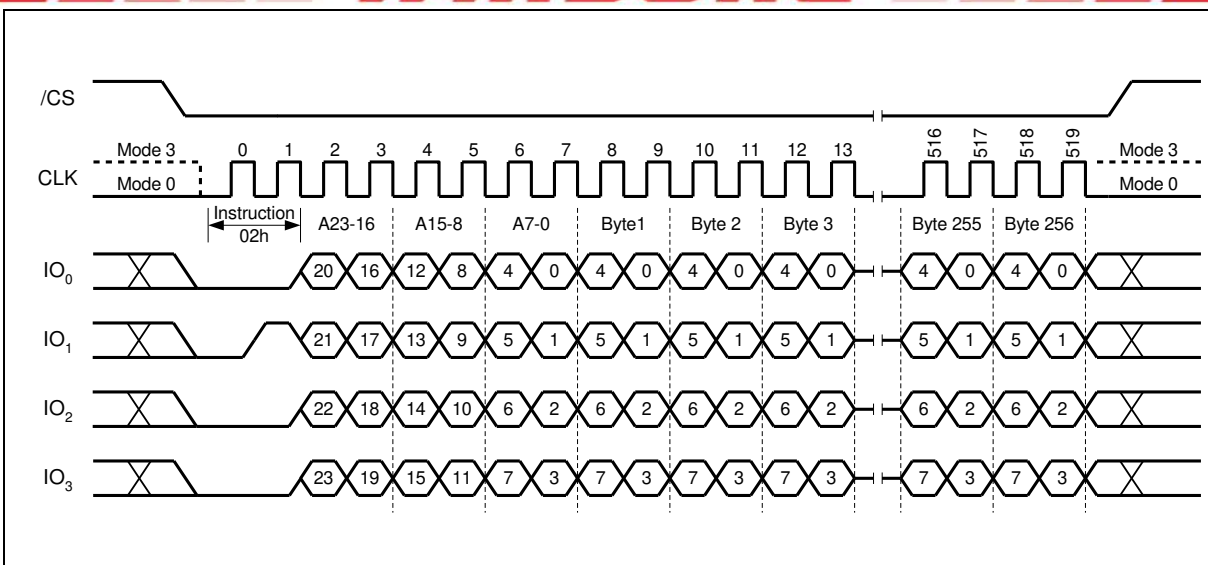 /CS
Mode 3 0 1 2 3 4 5 6 7 8 9 10 11 12 13 516 517 518 519 Mode 3
CLK
Mode 0 Mode 0
Instruction
02h
A23-16 A15-8 A7-0 Byte1 Byte 2 Byte 3 Byte 255 Byte 256
IO0 20 16 12 8 4 0 4 0 4 0 4 0 4 0 4 0
IO1 21 17 13 9 5 1 5 1 5 1 5 1 5 1 5 1
IO2 22 18 14 10 6 2 6 2 6 2 6 2 6 2 6 2
IO3 23 19 15 11 7 3 7 3 7 3 7 3 7 3 7 3